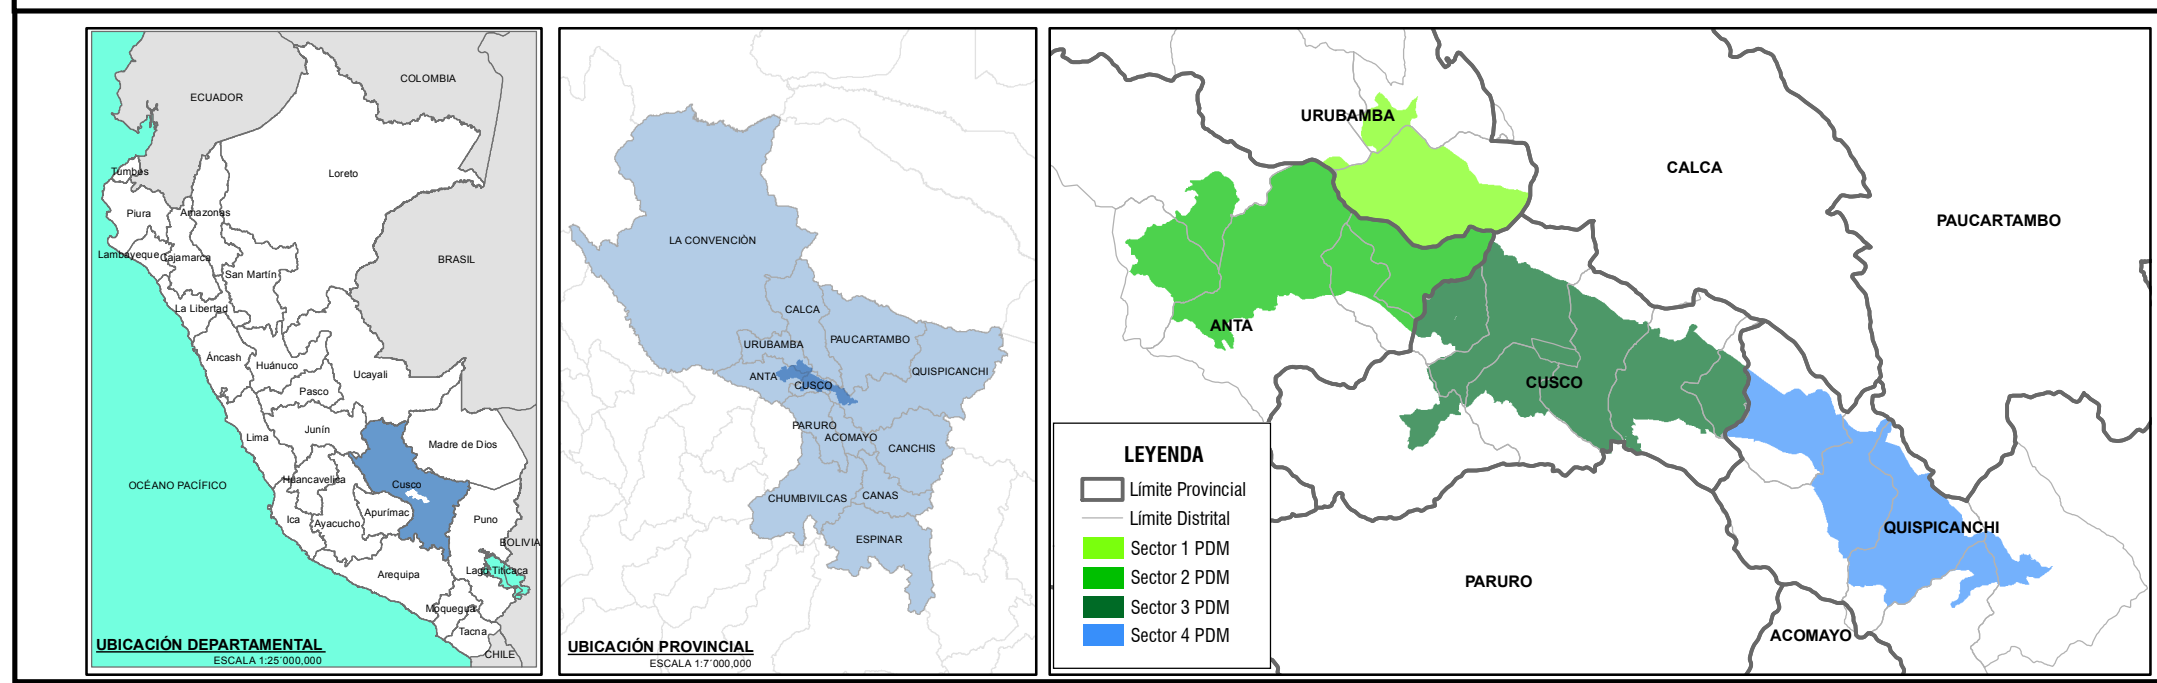 COLOMBIA
ECUADOR
Tumbes
Loreto
Piura
Amazonas
Lambayeque
Cajamarca
San Martín
BRASIL
La Libertad
Áncash
Huánuco
Ucayali
Pasco
Lima
Junín
Madre de Dios
OCÉANO PACÍFICO
Huancavelica
Cusco
Ica
Ayacucho
Apurímac
Puno
BOLIVIA
Arequipa
Lago Titicaca
Moquegua
Tacna
CHILE
UBICACIÓN DEPARTAMENTAL
ESCALA 1:25´000,000
LA CONVENCIÒN
CALCA
URUBAMBA
PAUCARTAMBO
ANTA
CUSCO
QUISPICANCHI
PARURO
ACOMAYO
CANCHIS
CHUMBIVILCAS
CANAS
ESPINAR
UBICACIÓN PROVINCIAL
ESCALA 1:7´000,000
URUBAMBA
CALCA
PAUCARTAMBO
ANTA
CUSCO
QUISPICANCHI
PARURO
ACOMAYO
LEYENDA
Límite Provincial
Límite Distrital
Sector 1 PDM
Sector 2 PDM
Sector 3 PDM
Sector 4 PDM